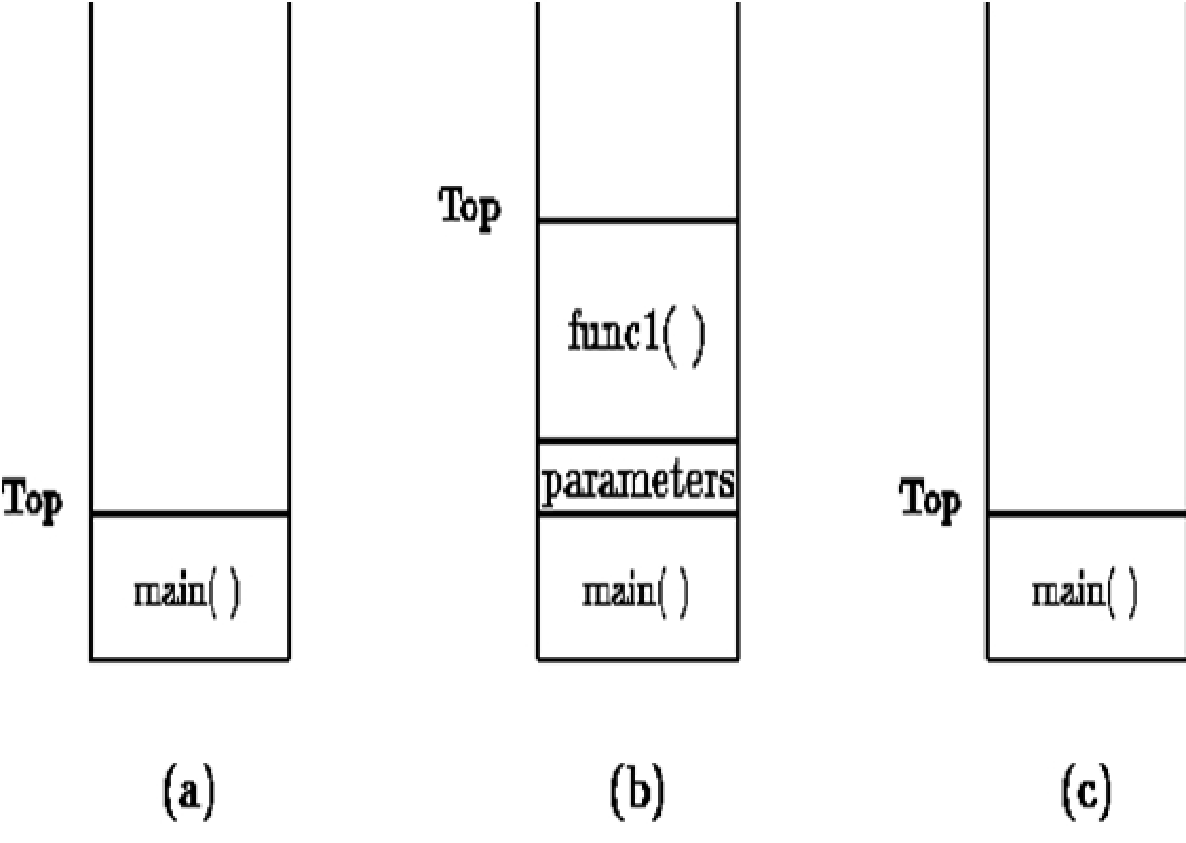 Top
func1( )
parameters
Top
Top
main( )
main( )
main( )
(a)
(b)
(c)